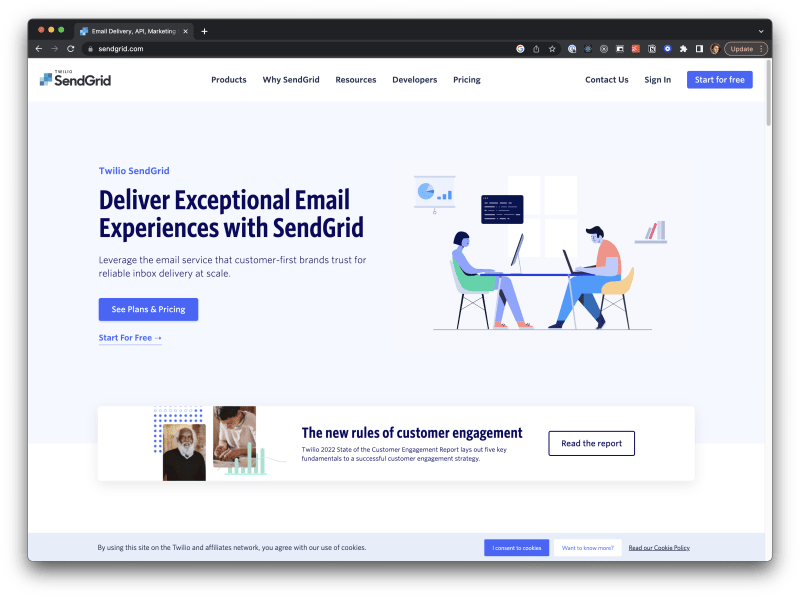 Email Delivery, API, Marketing
sendgrid.com
Update
TWILIO
SendGrid
Products
Why SendGrid
Resources
Developers
Pricing
Contact Us
Sign In
Start for free
Twilio SendGrid
Deliver Exceptional Email
Experiences with SendGrid
Leverage the email service that customer-first brands trust for
reliable inbox delivery at scale.
See Plans & Pricing
Start For Free →
The new rules of customer engagement
Twilio 2022 State of the Customer Engagement Report lays out five key
fundamentals to a successful customer engagement strategy.
Read the report
By using this site on the Twilio and affiliates network, you agree with our use of cookies.
I consent to cookies
Want to know more?
Read our Cookie Policy